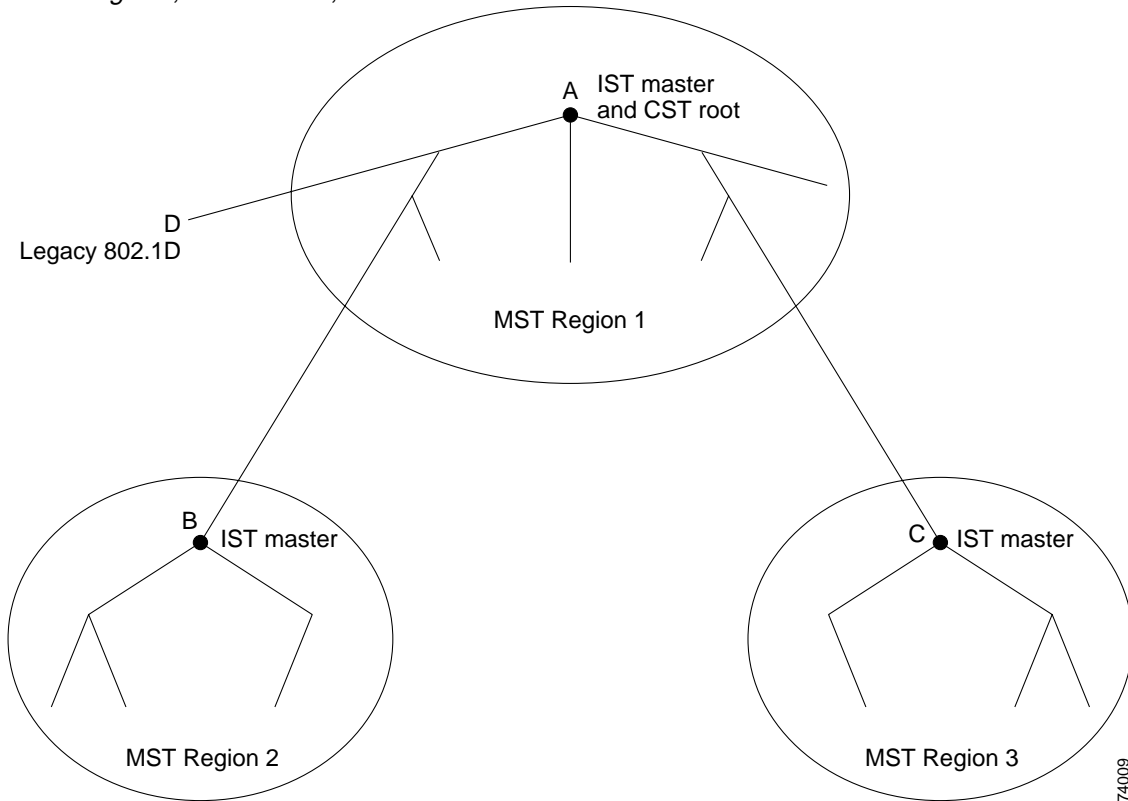 A
IST master
and CST root
D
Legacy 802.1D
MST Region 1
B
IST master
C
IST master
MST Region 2
MST Region 3
74009